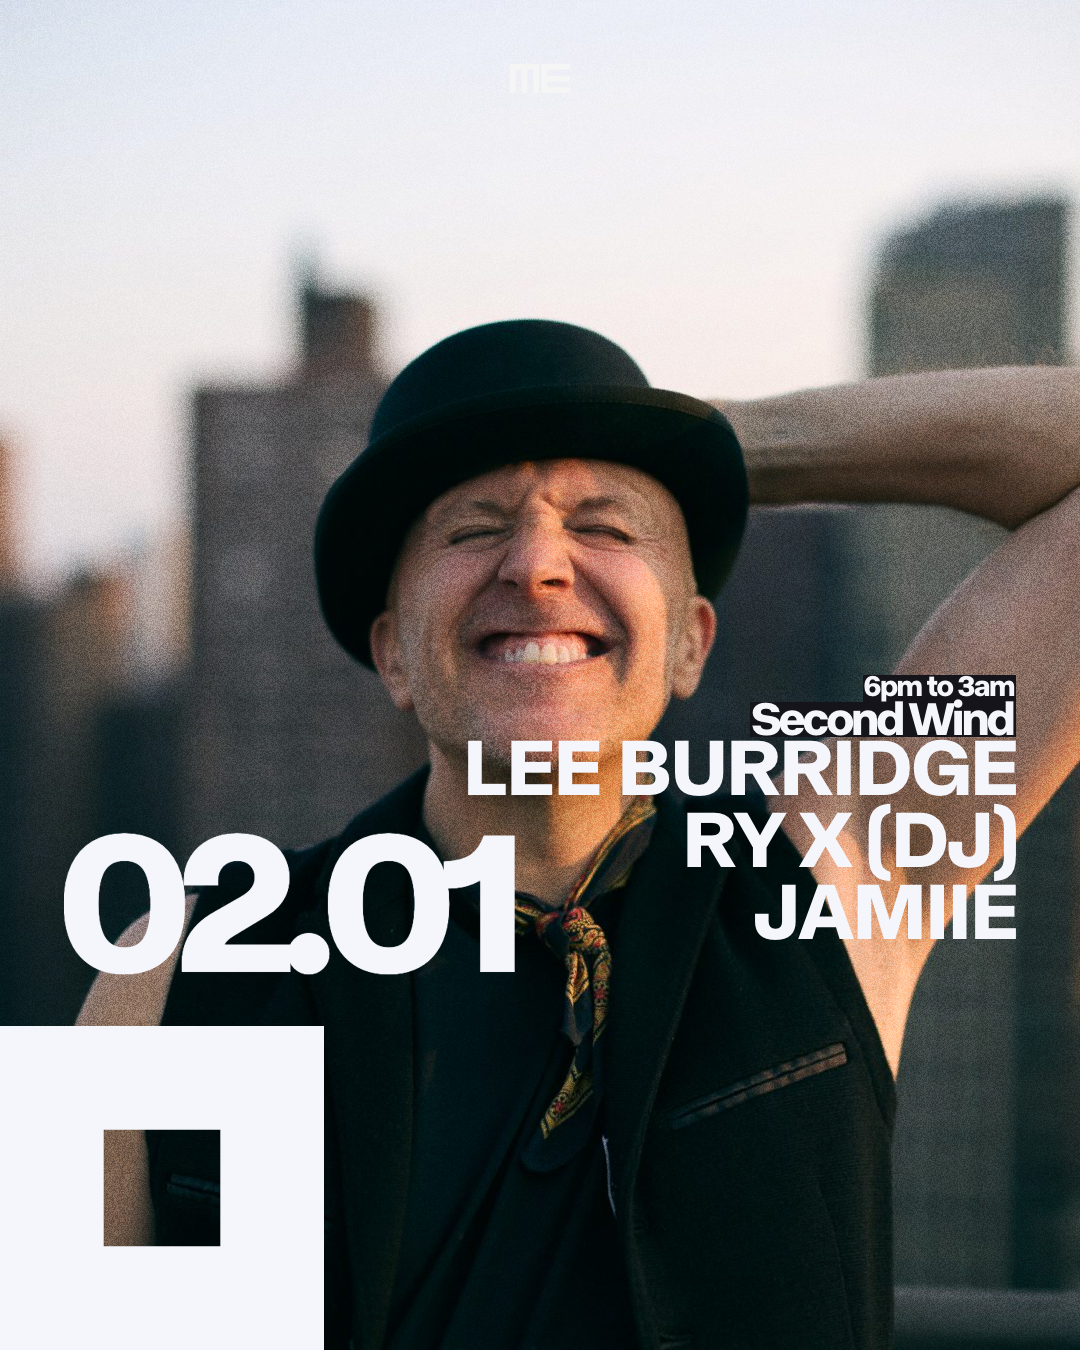 ME
6pm to 3am
Second Wind
LEE BURRIDGE
RY X (DJ)
JAMIIE
02.01